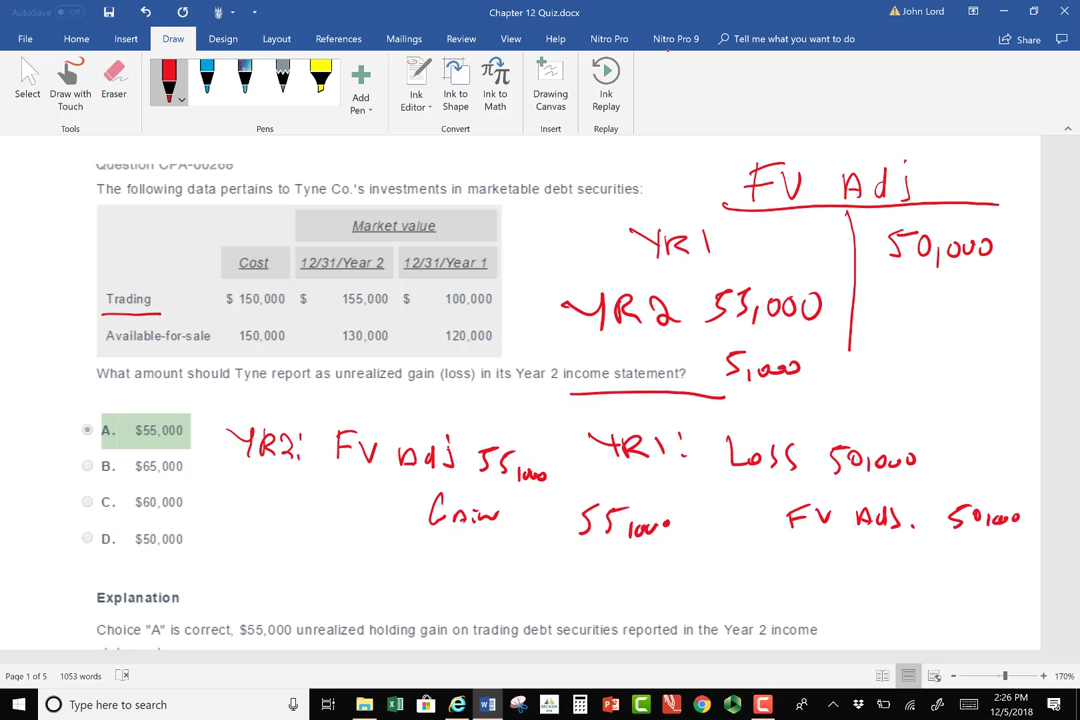 AutoSave Off
Chapter 12 Quiz.docx
John Lord
File Home Insert Draw Design Layout References Mailings Review View Help Nitro Pro Nitro Pro 9 Tell me what you want to do Share
Select
Draw with Touch
Eraser
Add Pen
Ink Editor
Ink to Shape
Ink to Math
Drawing Canvas
Ink Replay
Tools Pens Convert Insert Replay
Question CPA-00268
The following data pertains to Tyne Co.'s investments in marketable debt securities:
Market value
Cost 12/31/Year 2 12/31/Year 1
Trading $ 150,000 $ 155,000 $ 100,000
Available-for-sale 150,000 130,000 120,000
What amount should Tyne report as unrealized gain (loss) in its Year 2 income statement?
FV Adj
YR1 50,000
YR2 55,000
5,000
A. $55,000
B. $65,000
C. $60,000
D. $50,000
YR2: FV Adj 55,000
Gain 55,000
YR1: Loss 50,000
FV Adj. 50,000
Explanation
Choice "A" is correct, $55,000 unrealized holding gain on trading debt securities reported in the Year 2 income
Page 1 of 5 1053 words 170%
Type here to search
2:26 PM
12/5/2018